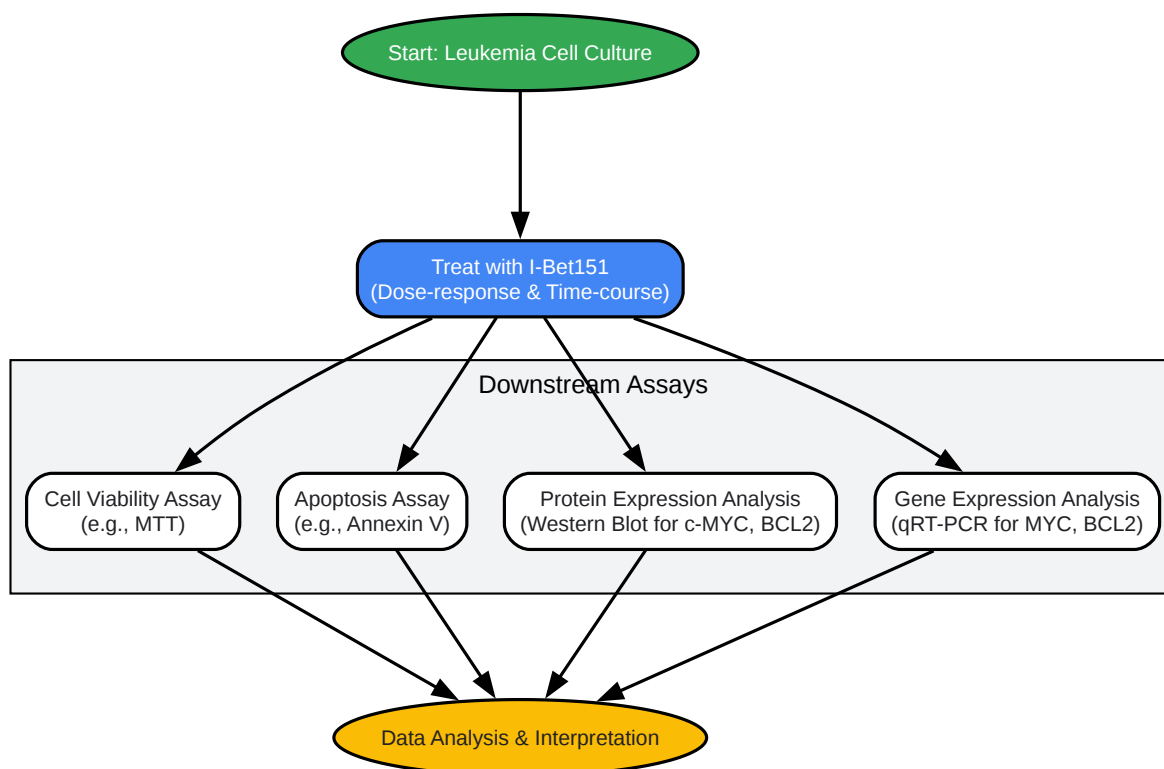 Start: Leukemia Cell Culture
Treat with I-Bet151
(Dose-response & Time-course)
Downstream Assays
Cell Viability Assay
(e.g., MTT)
Apoptosis Assay
(e.g., Annexin V)
Protein Expression Analysis
(Western Blot for c-MYC, BCL2)
Gene Expression Analysis
(qRT-PCR for MYC, BCL2)
Data Analysis & Interpretation